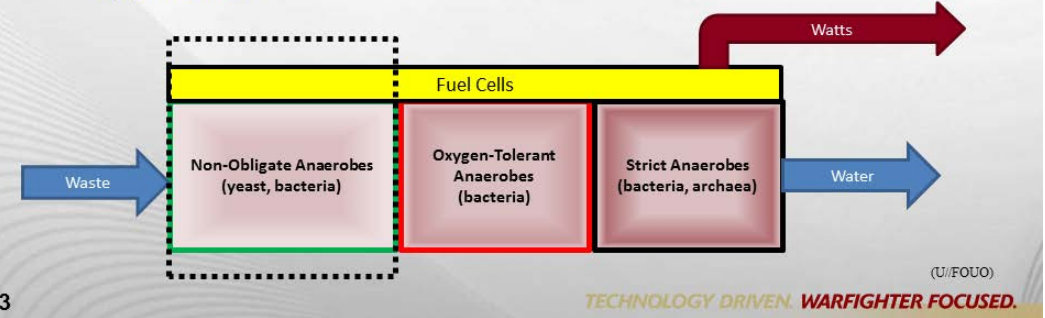 Watts
Fuel Cells
Waste
Non-Obligate Anaerobes
(yeast, bacteria)
Oxygen-Tolerant
Anaerobes
(bacteria)
Strict Anaerobes
(bacteria, archaea)
Water
(U//FOUO)
3
TECHNOLOGY DRIVEN. WARFIGHTER FOCUSED.